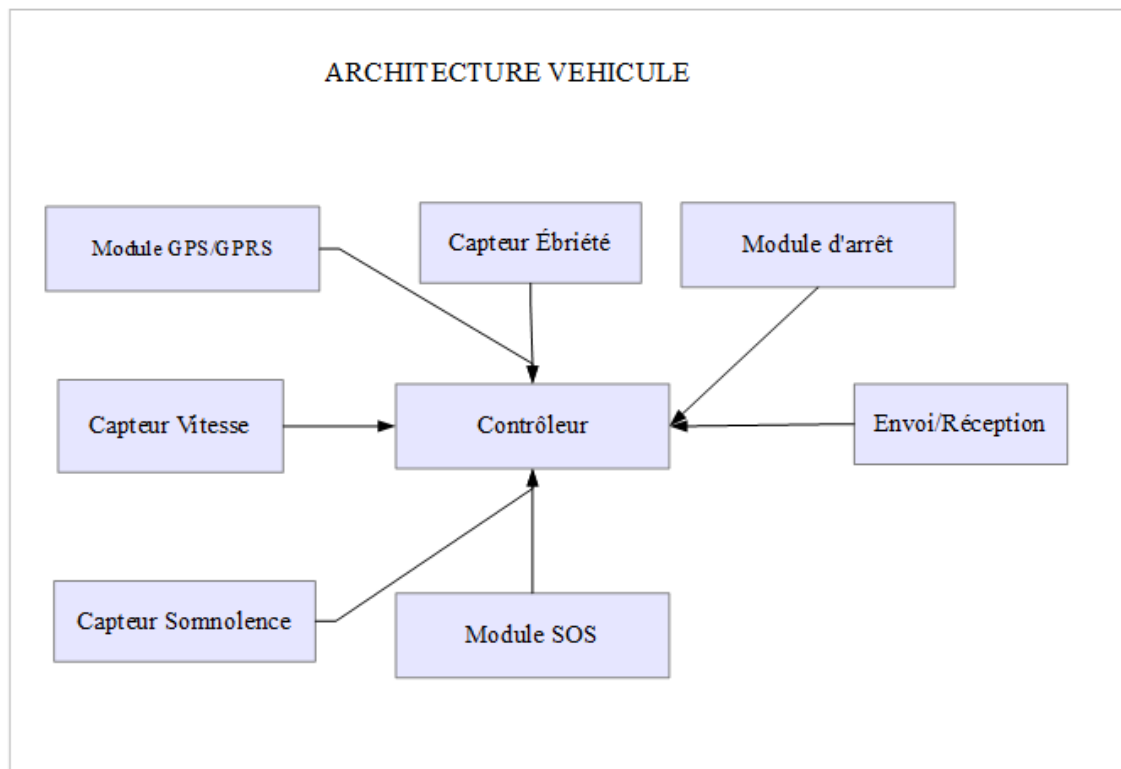 ARCHITECTURE VEHICULE
Module GPS/GPRS
Capteur Ébriété
Module d'arrêt
Capteur Vitesse
Contrôleur
Envoi/Réception
Capteur Somnolence
Module SOS